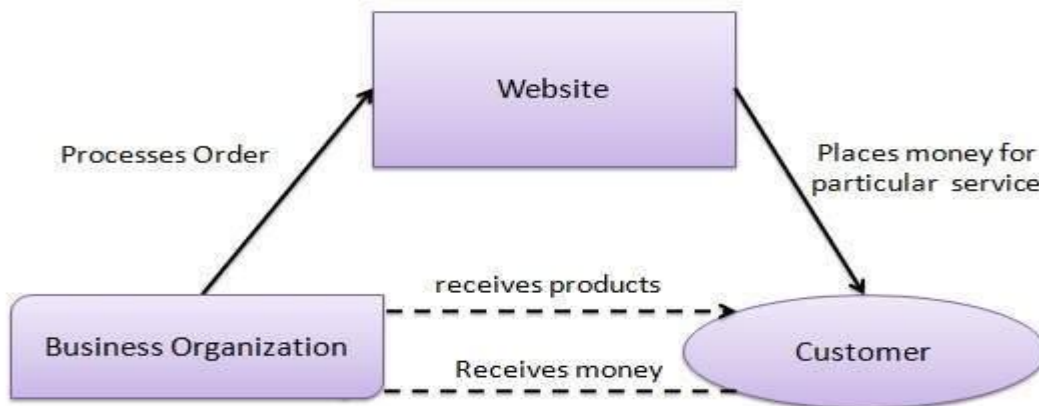 Website
Processes Order
Places money for
particular service
receives products
Business Organization
Customer
Receives money